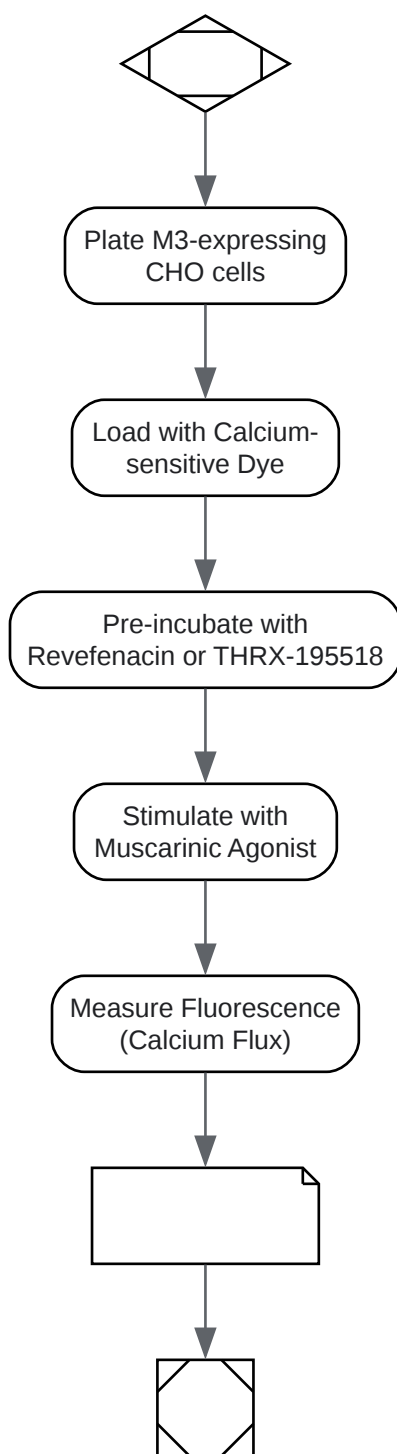 Plate M3-expressing
CHO cells
Load with Calcium-
sensitive Dye
Pre-incubate with
Revefenacin or THRX-195518
Stimulate with
Muscarinic Agonist
Measure Fluorescence
(Calcium Flux)